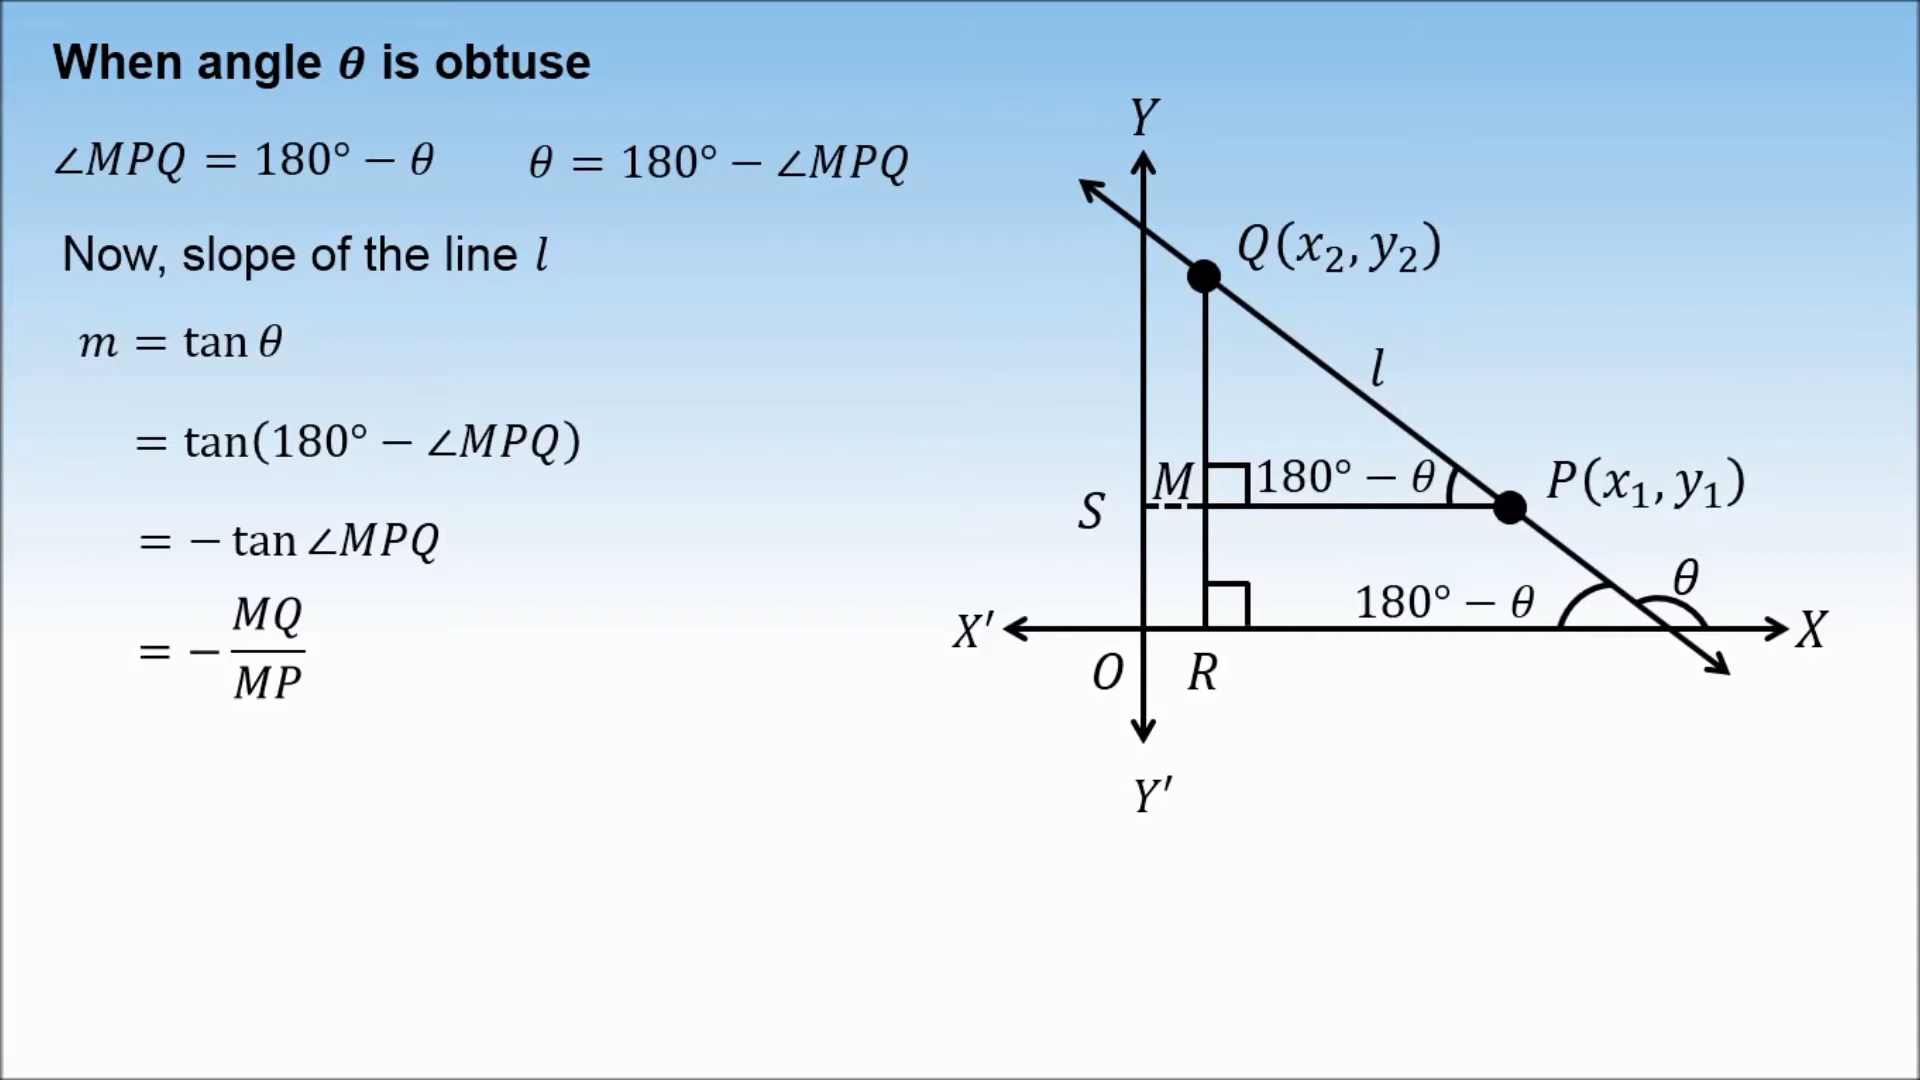 When angle θ is obtuse
∠MPQ = 180° − θ
θ = 180° − ∠MPQ
Now, slope of the line l
m = tan θ
= tan(180° − ∠MPQ)
= − tan ∠MPQ
= − MQ/MP
Y
Q(x₂, y₂)
l
M
180° − θ
P(x₁, y₁)
S
180° − θ
θ
X′
X
O
R
Y′